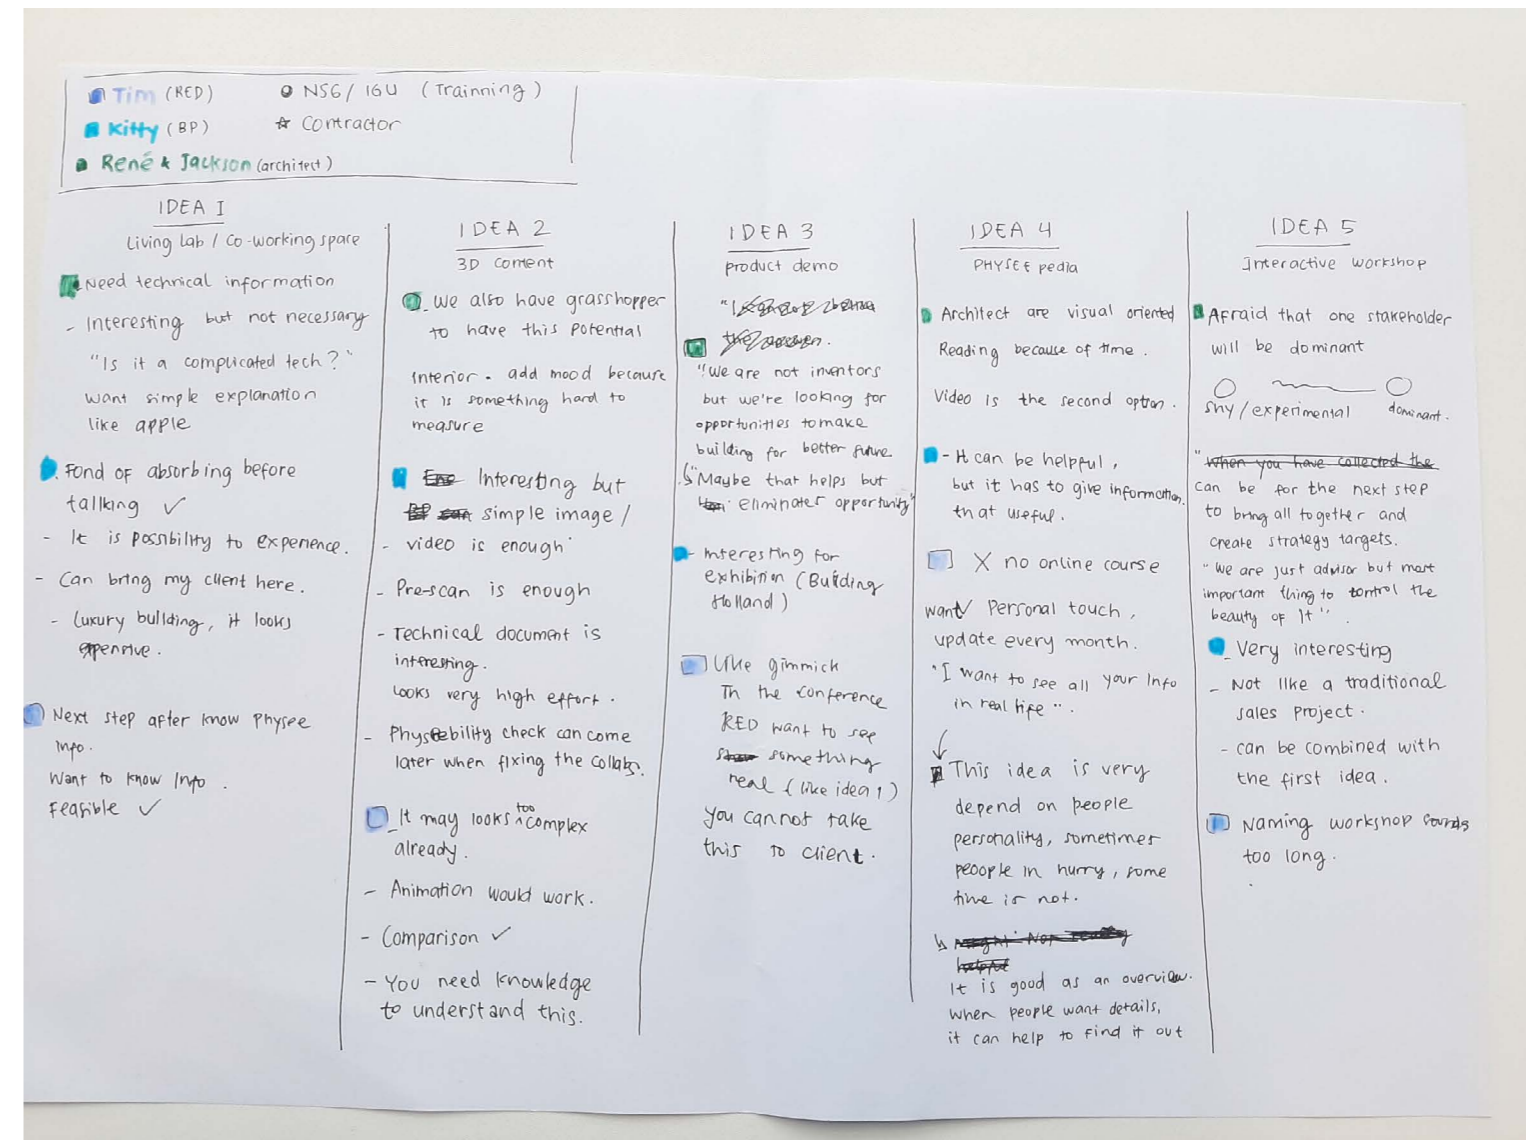 Tim (RED)
NSG/ IGU (Trainning)
Kitty (BP)
☆ Contractor
René & Jackson (architect)
IDEA I
Living Lab / Co-working space
Need technical information
- Interesting but not necessary
"Is it a complicated tech?"
want simple explanation
like apple
Fond of absorbing before
tallking ✓
- It is possibility to experience.
- Can bring my client here.
- Luxury building, it looks
expensive.
Next step after know Physee
info.
Want to know Info.
Feasible ✓
IDEA 2
3D content
- we also have grasshopper
to have this potential
Interior - add mood because
it is something hard to
measure
Interesting but
simple image /
- video is enough
- Pre-scan is enough
- Technical document is
interesting.
Looks very high effort.
- Physeebility check can come
later when fixing the collabs.
- It may looks too complex
already.
- Animation would work.
- Comparison ✓
- You need knowledge
to understand this.
IDEA 3
product demo
the answer.
"We are not inventors
but we're looking for
opportunities to make
building for better future
↳ "Maybe that helps but
eliminates opportunity"
- Interesting for
exhibition (Building
Holland)
Like gimmick
In the conference
RED want to see
something
real (like idea 1)
you cannot take
this to client.
IDEA 4
PHYSEE pedia
Architect are visual oriented
Reading because of time.
Video is the second option.
- It can be helpful,
but it has to give information
that useful.
X no online course
want Personal touch,
update every month.
"I want to see all your Info
in real life".
↓
This idea is very
depend on people
personality, sometimes
peoople in hurry, some
time is not.
↳ might not really
helpful
It is good as an overview.
when people want details,
it can help to find it out
IDEA 5
Interactive workshop
Afraid that one stakeholder
will be dominant
shy / experimental dominant.
"when you have collected the
can be for the next step
to bring all together and
create strategy targets.
"We are just advisor but most
important thing to control the
beauty of it".
- Very interesting
- Not like a traditional
sales project.
- can be combined with
the first idea.
Naming workshop sounds
too long.